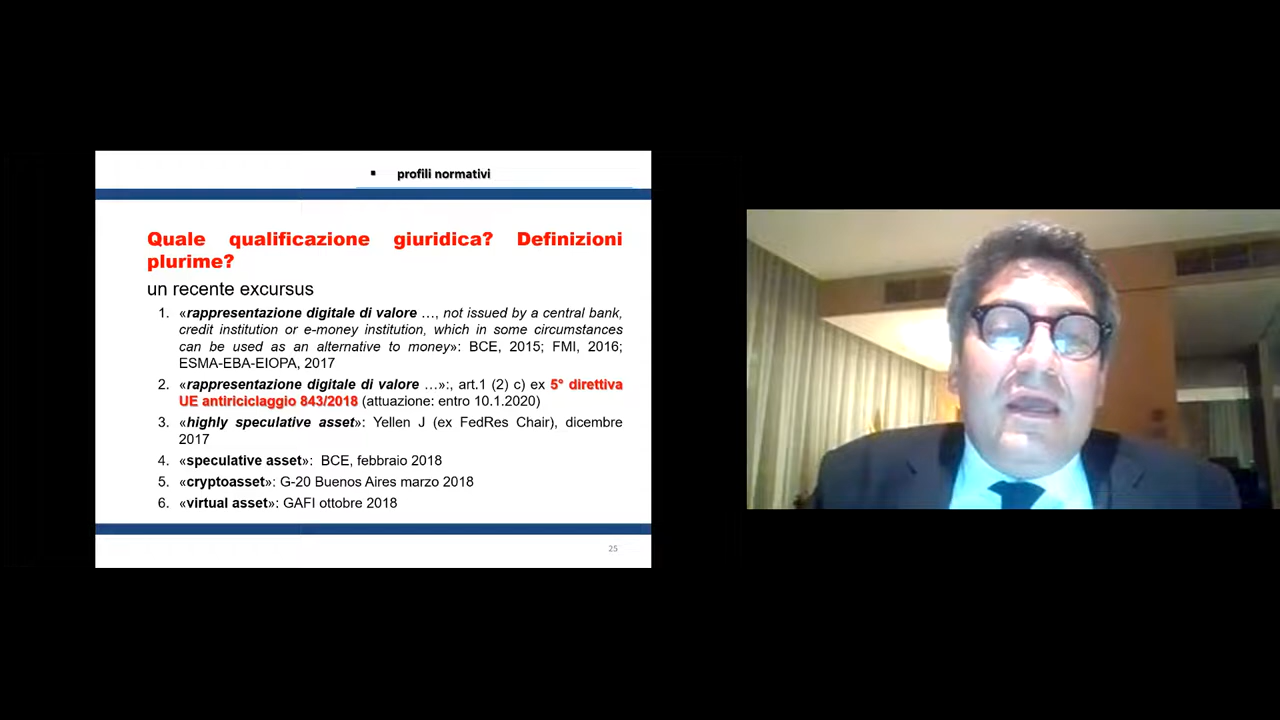 ▪ profili normativi
Quale qualificazione giuridica? Definizioni
plurime?
un recente excursus
1. «rappresentazione digitale di valore …, not issued by a central bank,
credit institution or e-money institution, which in some circumstances
can be used as an alternative to money»: BCE, 2015; FMI, 2016;
ESMA-EBA-EIOPA, 2017
2. «rappresentazione digitale di valore …»:, art.1 (2) c) ex 5° direttiva
UE antiriciclaggio 843/2018 (attuazione: entro 10.1.2020)
3. «highly speculative asset»: Yellen J (ex FedRes Chair), dicembre
2017
4. «speculative asset»: BCE, febbraio 2018
5. «cryptoasset»: G-20 Buenos Aires marzo 2018
6. «virtual asset»: GAFI ottobre 2018
25